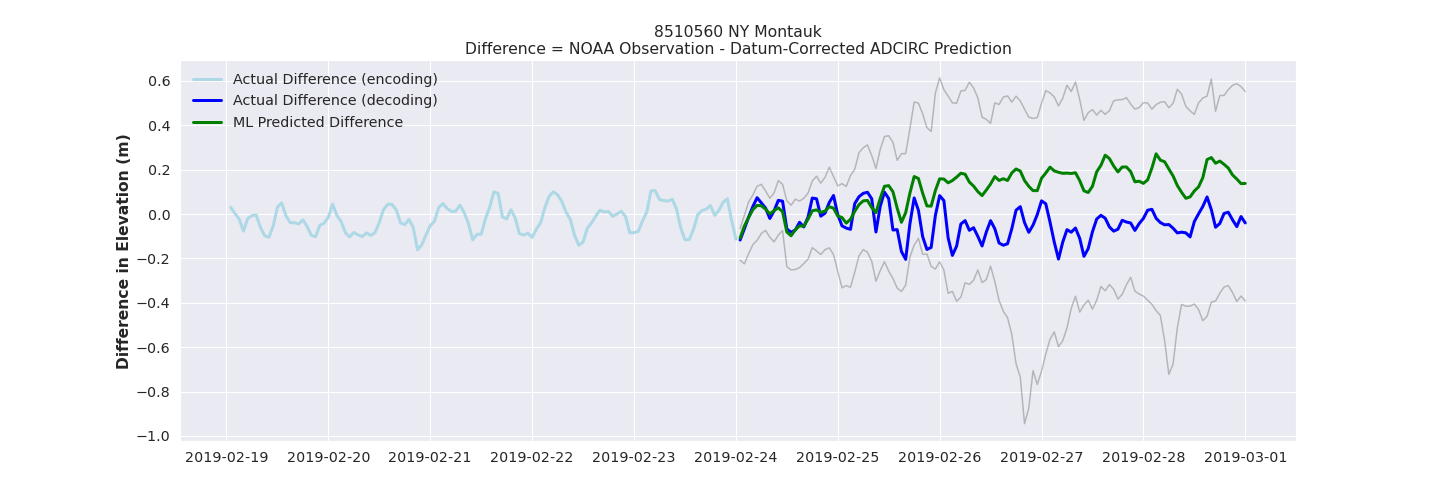 8510560 NY Montauk
Difference = NOAA Observation - Datum-Corrected ADCIRC Prediction
Actual Difference (encoding)
Actual Difference (decoding)
ML Predicted Difference
Difference in Elevation (m)
0.6
0.4
0.2
0.0
−0.2
−0.4
−0.6
−0.8
−1.0
2019-02-19 2019-02-20 2019-02-21 2019-02-22 2019-02-23 2019-02-24 2019-02-25 2019-02-26 2019-02-27 2019-02-28 2019-03-01